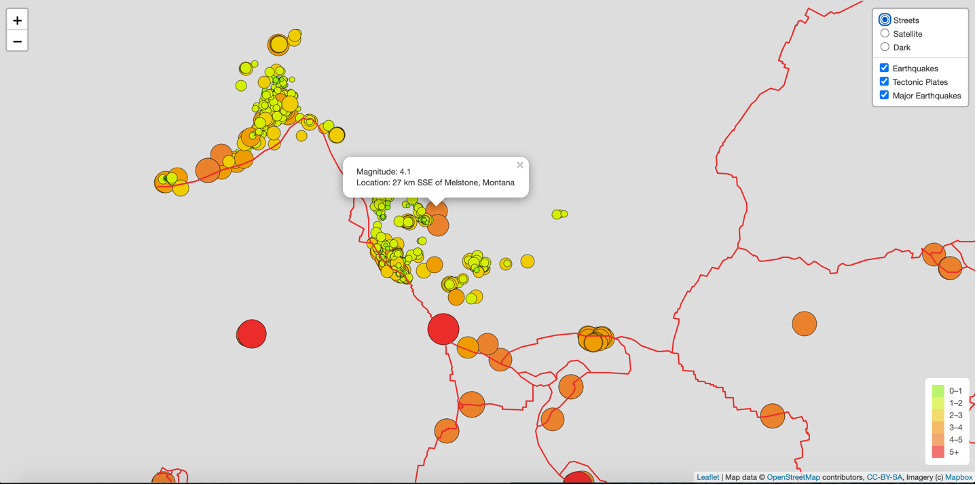 +
−
Streets
Satellite
Dark
Earthquakes
Tectonic Plates
Major Earthquakes
×
Magnitude: 4.1
Location: 27 km SSE of Melstone, Montana
0–1
1–2
2–3
3–4
4–5
5+
Leaflet | Map data © OpenStreetMap contributors, CC-BY-SA, Imagery (c) Mapbox